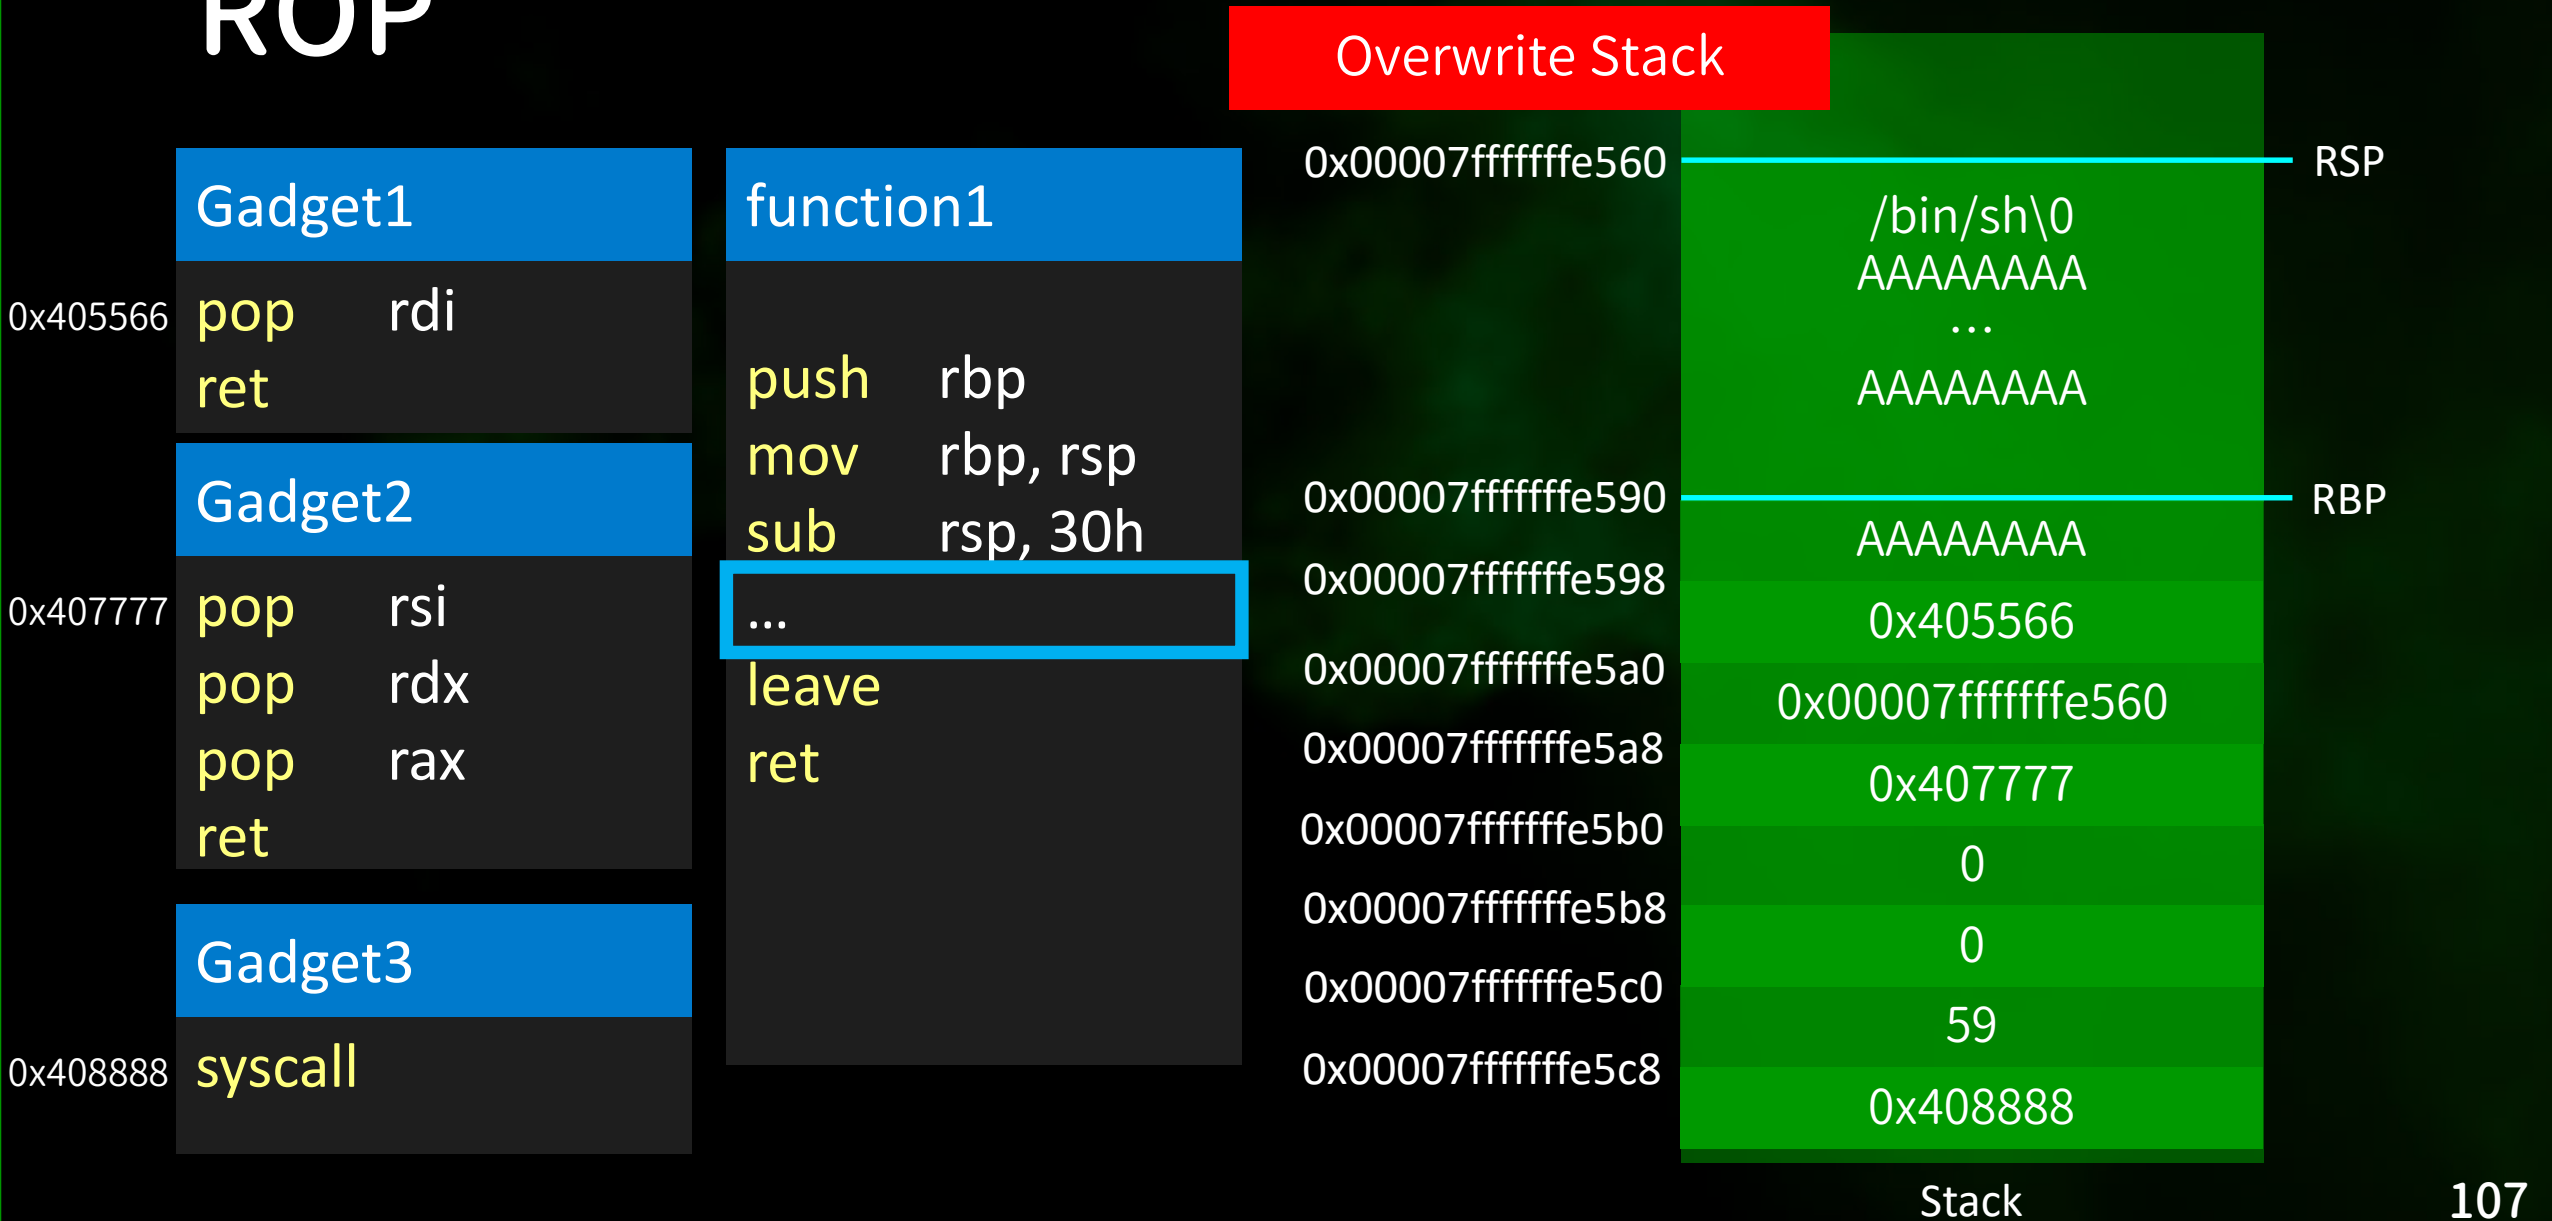 ROP
Overwrite Stack
Gadget1
0x405566 pop rdi
ret
Gadget2
0x407777 pop rsi
pop rdx
pop rax
ret
Gadget3
0x408888 syscall
function1
push rbp
mov rbp, rsp
sub rsp, 30h
...
leave
ret
0x00007fffffffe560 RSP
/bin/sh\0
AAAAAAAA
...
AAAAAAAA
0x00007fffffffe590 RBP
AAAAAAAA
0x00007fffffffe598
0x405566
0x00007fffffffe5a0
0x00007fffffffe560
0x00007fffffffe5a8
0x407777
0x00007fffffffe5b0
0
0x00007fffffffe5b8
0
0x00007fffffffe5c0
59
0x00007fffffffe5c8
0x408888
Stack
107